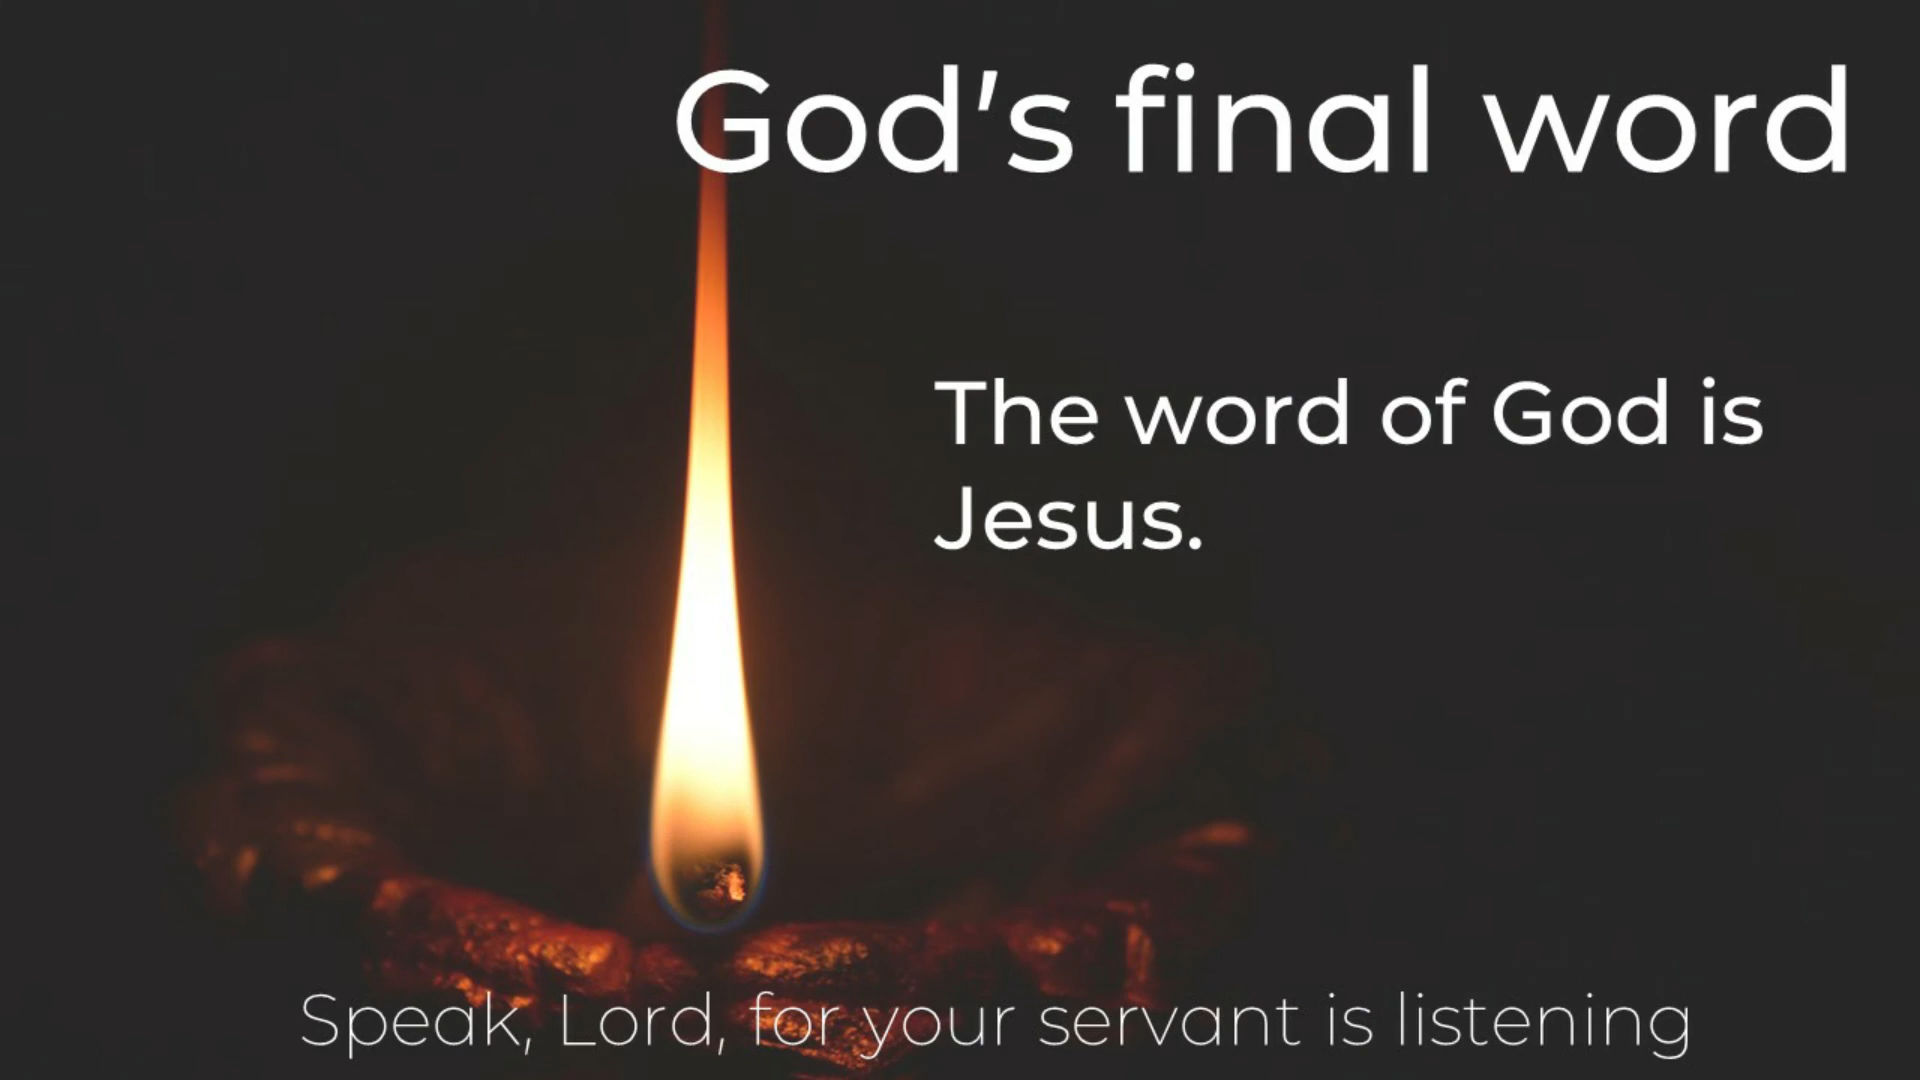 God's final word
The word of God is
Jesus.
Speak, Lord, for your servant is listening